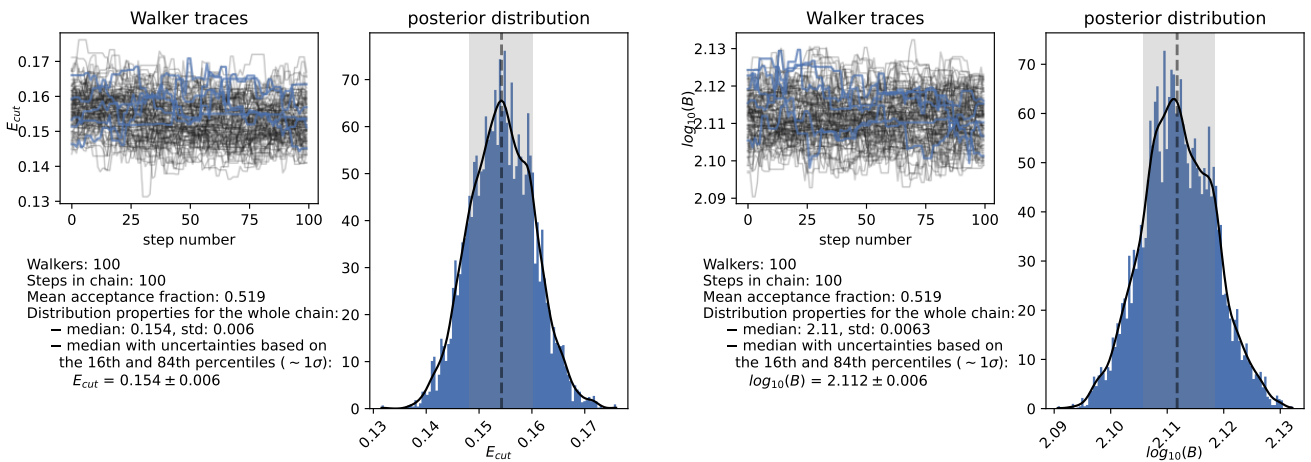 Walker traces
E_cut
0.17
0.16
0.15
0.14
0.13
0
25
50
75
100
step number
Walkers: 100
Steps in chain: 100
Mean acceptance fraction: 0.519
Distribution properties for the whole chain:
− median: 0.154, std: 0.006
− median with uncertainties based on
the 16th and 84th percentiles (∼1σ):
E_cut = 0.154 ± 0.006
posterior distribution
70
60
50
40
30
20
10
0
0.13
0.14
0.15
0.16
0.17
E_cut
Walker traces
log₁₀(B)
2.13
2.12
2.11
2.10
2.09
0
25
50
75
100
step number
Walkers: 100
Steps in chain: 100
Mean acceptance fraction: 0.519
Distribution properties for the whole chain:
− median: 2.11, std: 0.0063
− median with uncertainties based on
the 16th and 84th percentiles (∼1σ):
log₁₀(B) = 2.112 ± 0.006
posterior distribution
70
60
50
40
30
20
10
0
2.09
2.10
2.11
2.12
2.13
log₁₀(B)